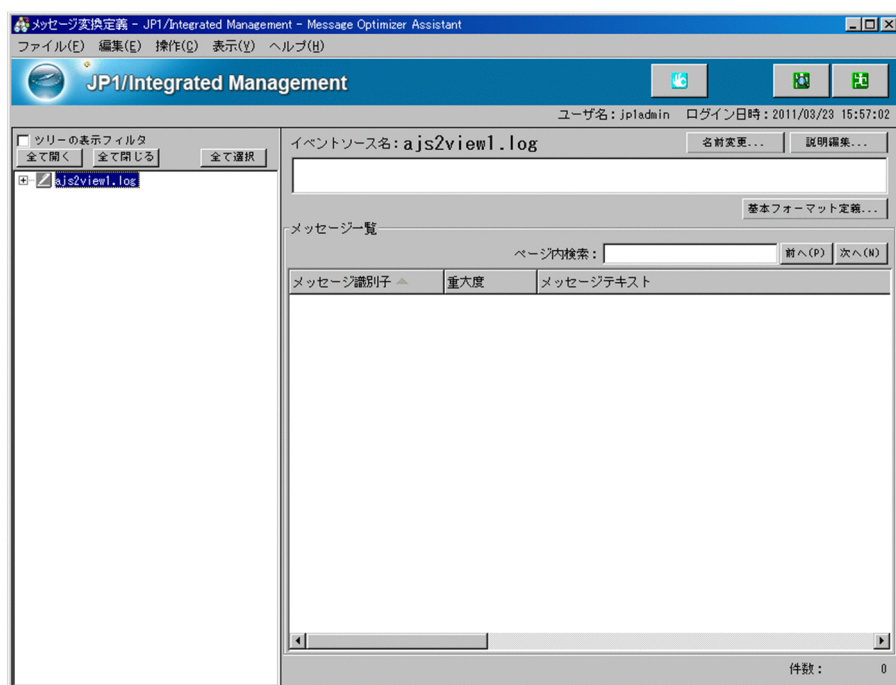 メッセージ変換定義 - JP1/Integrated Management - Message Optimizer Assistant
ファイル(F) 編集(E) 操作(C) 表示(V) ヘルプ(H)
JP1/Integrated Management
ユーザ名：jp1admin ログイン日時：2011/03/23 15:57:02
ツリーの表示フィルタ
全て開く 全て閉じる 全て選択
ajs2view1.log
イベントソース名：ajs2view1.log 名前変更... 説明編集...
基本フォーマット定義...
メッセージ一覧
ページ内検索： 前へ(P) 次へ(N)
メッセージ識別子 重大度 メッセージテキスト
件数： 0